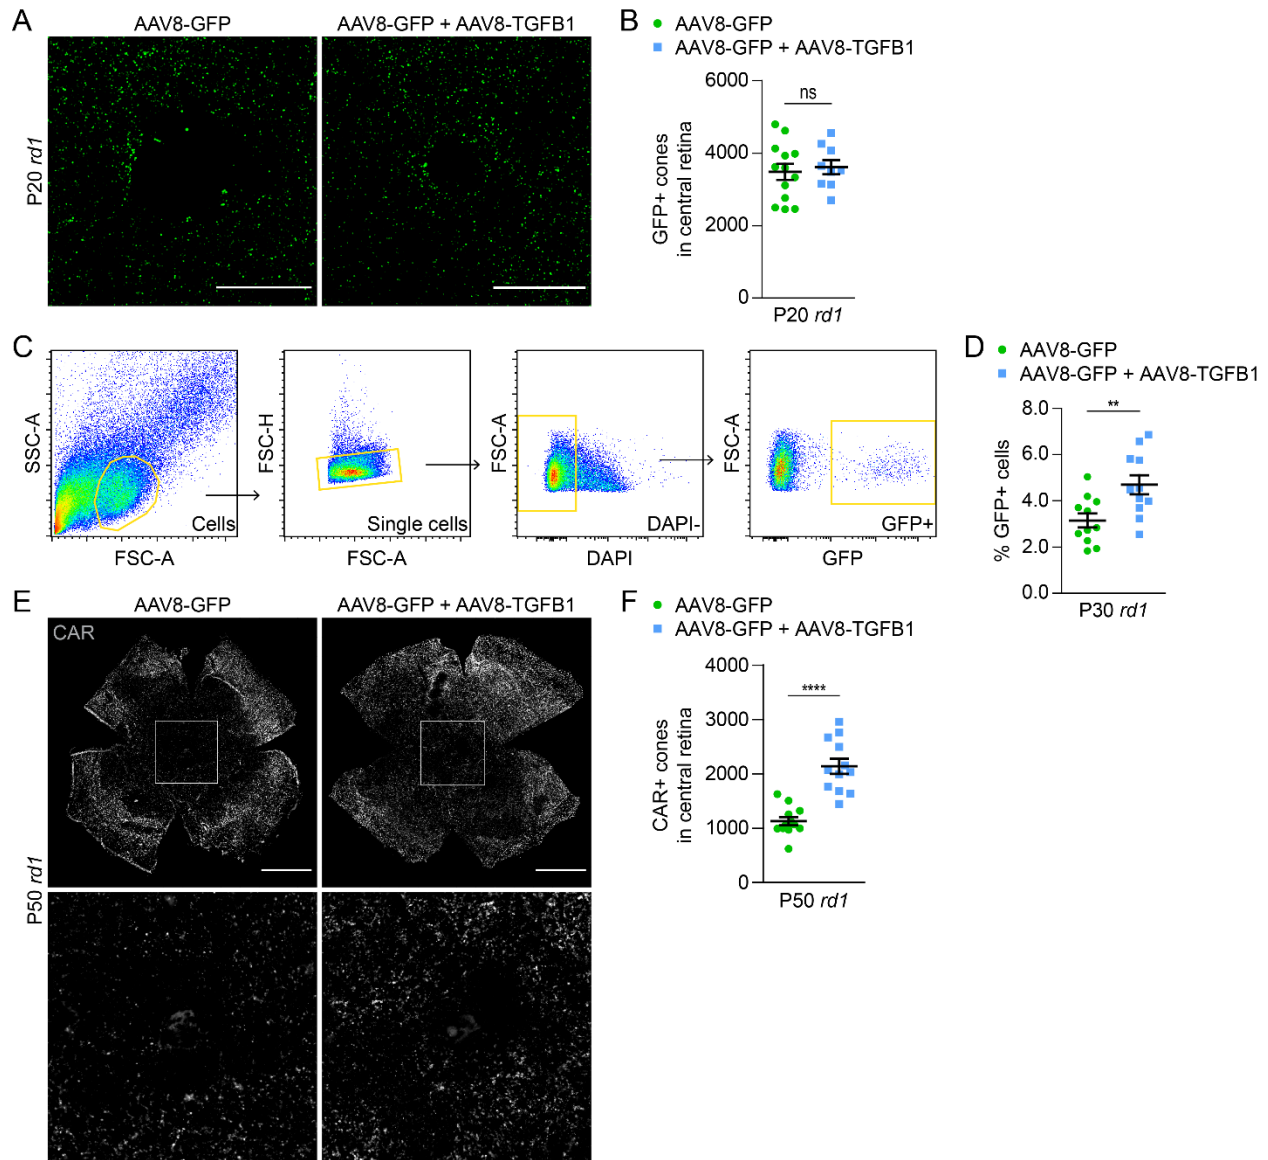 A
AAV8-GFP
AAV8-GFP + AAV8-TGFB1
P20 rd1
B
AAV8-GFP
AAV8-GFP + AAV8-TGFB1
6000
4000
2000
0
ns
GFP+ cones
in central retina
P20 rd1
C
SSC-A
Cells
FSC-A
FSC-H
Single cells
FSC-A
FSC-A
DAPI-
DAPI
FSC-A
GFP+
GFP
D
AAV8-GFP
AAV8-GFP + AAV8-TGFB1
8.0
6.0
4.0
2.0
0.0
**
% GFP+ cells
P30 rd1
E
AAV8-GFP
AAV8-GFP + AAV8-TGFB1
CAR
P50 rd1
F
AAV8-GFP
AAV8-GFP + AAV8-TGFB1
4000
3000
2000
1000
0
****
CAR+ cones
in central retina
P50 rd1